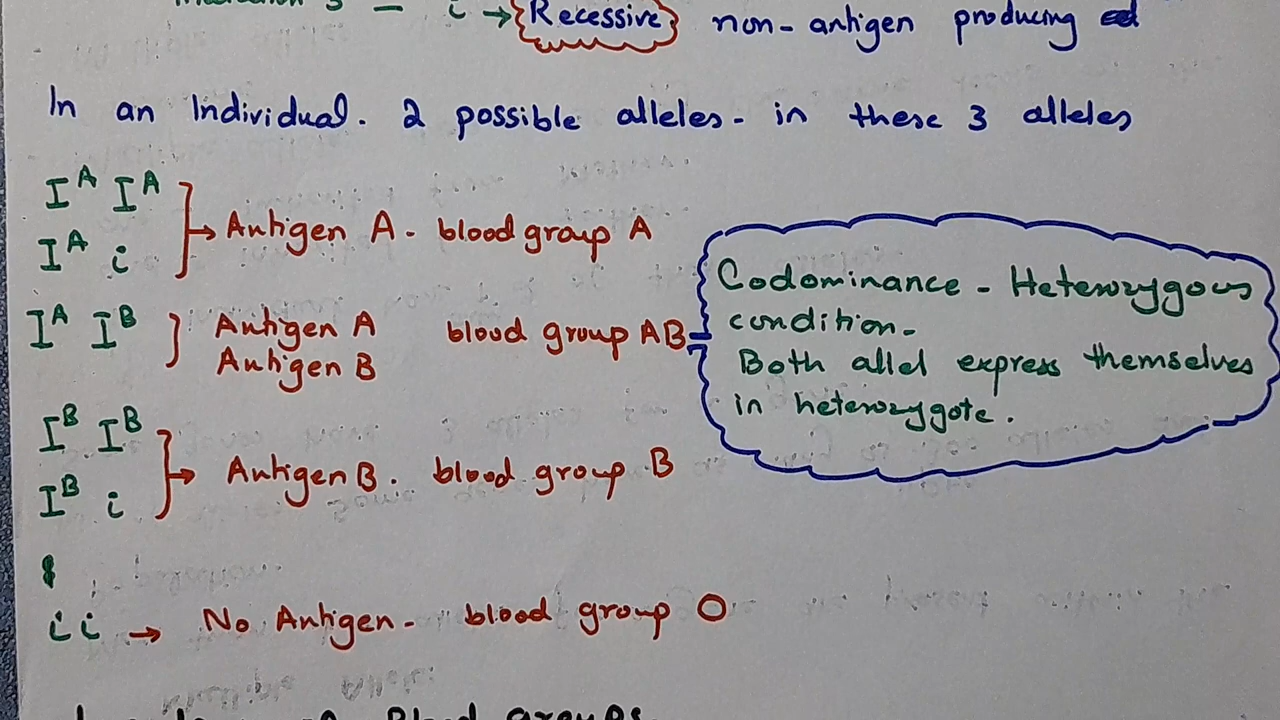 i → Recessive non-antigen producing
In an Individual. 2 possible alleles - in these 3 alleles
I^A I^A
I^A i
Antigen A - blood group A
I^A I^B Antigen A blood group AB
Antigen B
Codominance - Heterozygous
condition -
Both allel express themselves
in heterozygote.
I^B I^B
I^B i
Antigen B. blood group B
ii → No Antigen - blood group O
Blood groups.